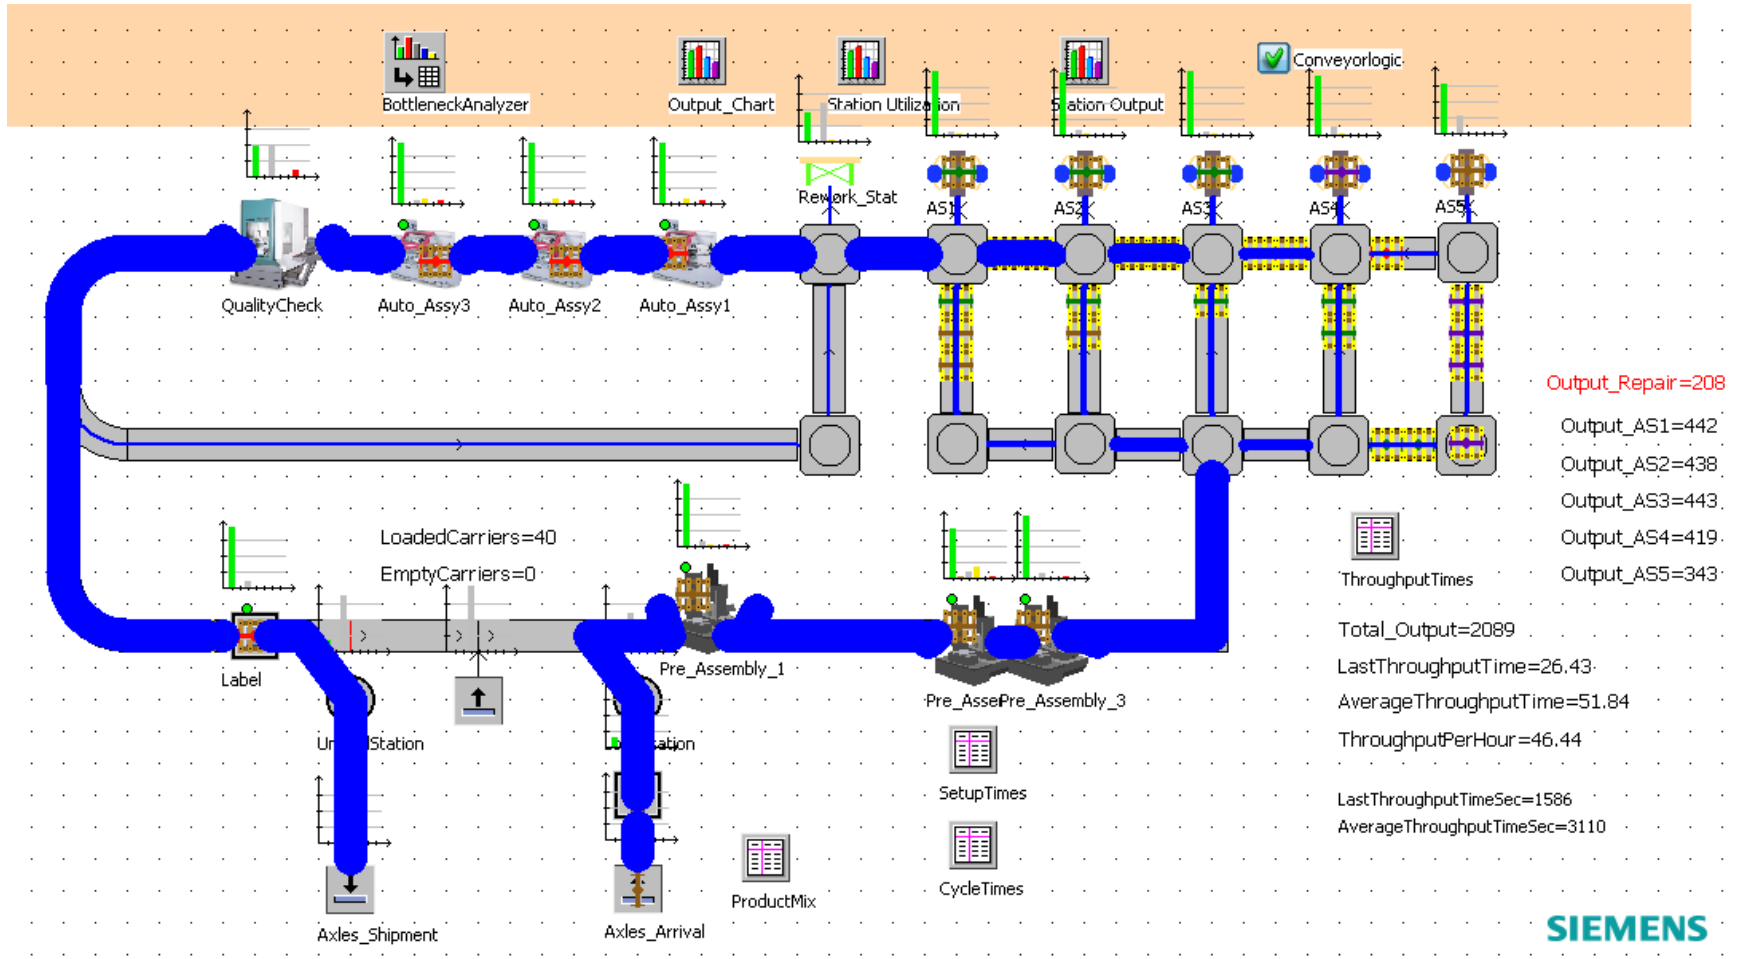 BottleneckAnalyzer
Output_Chart
Station Utilization
Station Output
Conveyorlogic
Rework_Stat
AS1
AS2
AS3
AS4
AS5
QualityCheck
Auto_Assy3
Auto_Assy2
Auto_Assy1
Output_Repair=208
Output_AS1=442
Output_AS2=438
Output_AS3=443
Output_AS4=419
Output_AS5=343
LoadedCarriers=40
EmptyCarriers=0
ThroughputTimes
Total_Output=2089
LastThroughputTime=26.43
AverageThroughputTime=51.84
ThroughputPerHour=46.44
LastThroughputTimeSec=1586
AverageThroughputTimeSec=3110
Label
Pre_Assembly_1
Pre_Assembly_3
SetupTimes
CycleTimes
ProductMix
Axles_Shipment
Axles_Arrival
SIEMENS